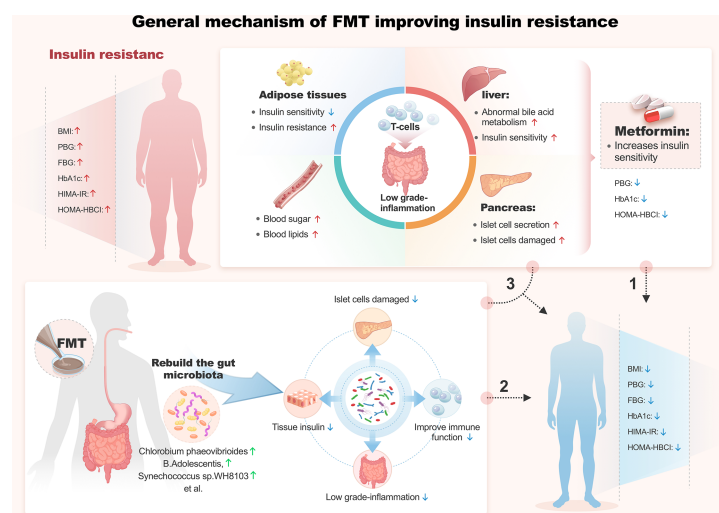 General mechanism of FMT improving insulin resistance
Insulin resistanc
BMI:↑
PBG:↑
FBG:↑
HbA1c:↑
HIMA-IR:↑
HOMA-HBCI:↑
Adipose tissues
• Insulin sensitivity ↓
• Insulin resistance ↑
liver:
• Abnormal bile acid
metabolism ↑
• Insulin sensitivity ↑
T-cells
Low grade-
inflammation
• Blood sugar ↑
• Blood lipids ↑
Pancreas:
• Islet cell secretion ↑
• Islet cells damaged ↑
Metformin:
• Increases insulin
sensitivity
PBG:↓
HbA1c:↓
HOMA-HBCI:↓
3
1
2
FMT
Rebuild the gut
microbiota
Chlorobium phaeovibrioides↑
B.Adolescentis,↑
Synechococcus sp.WH8103↑
et al.
Islet cells damaged ↓
Tissue insulin ↓
Improve immune
function ↓
Low grade-inflammation ↓
BMI:↓
PBG:↓
FBG:↓
HbA1c:↓
HIMA-IR:↓
HOMA-HBCI:↓